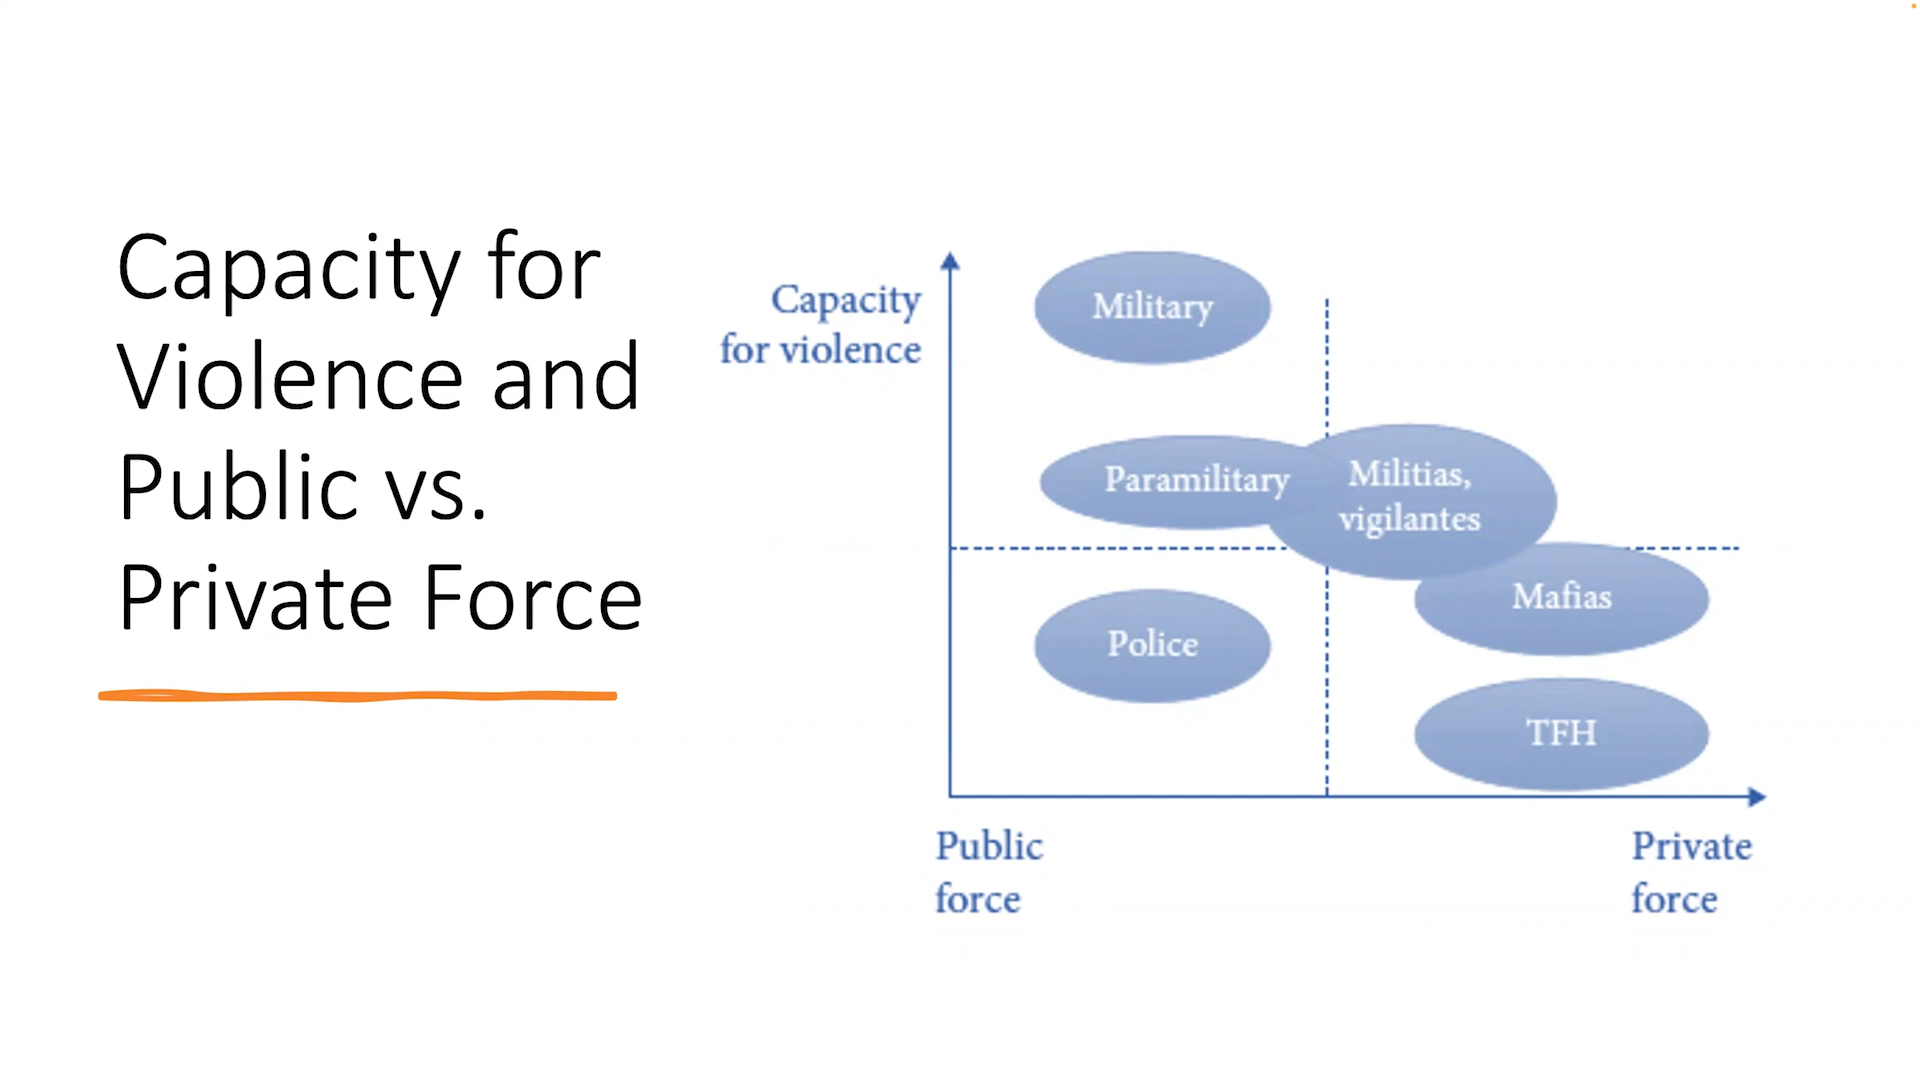 Capacity for
Violence and
Public vs.
Private Force
Capacity
for violence
Military
Paramilitary
Militias,
vigilantes
Mafias
Police
TFH
Public
force
Private
force